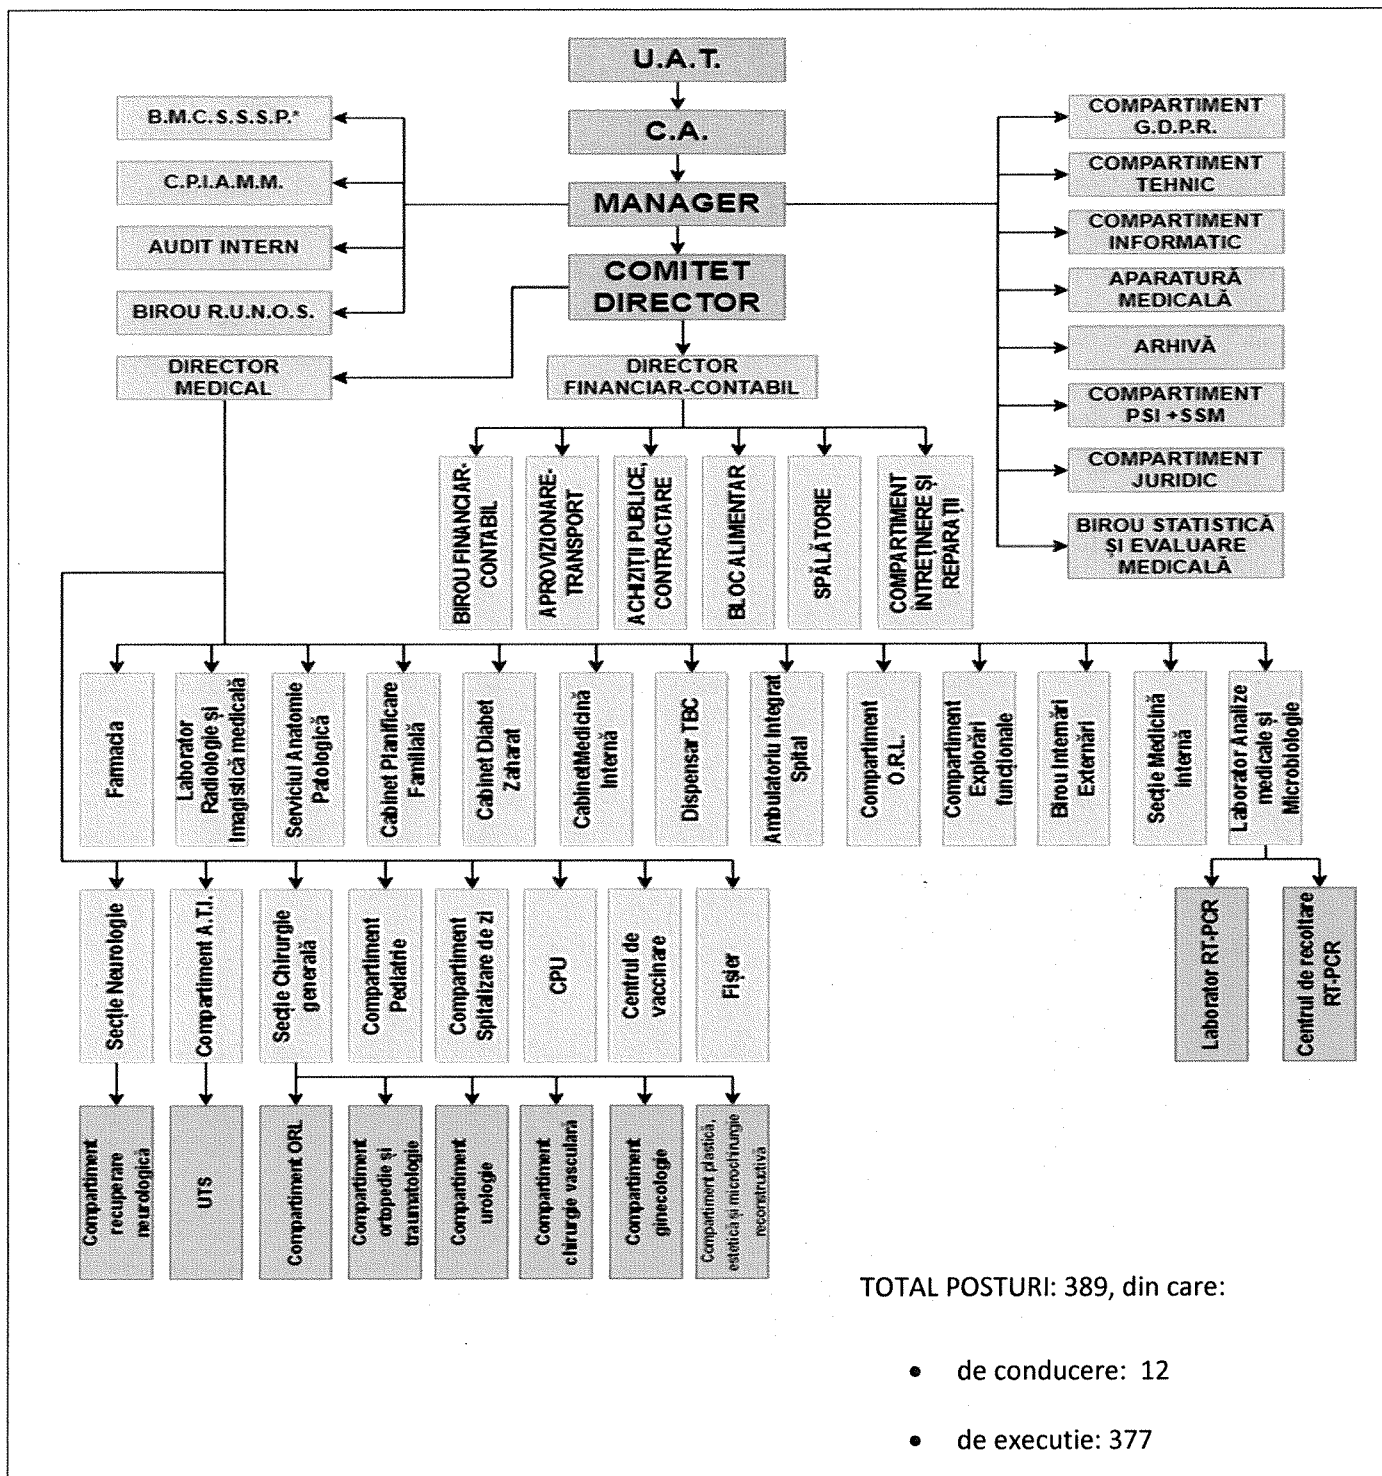 U.A.T.
C.A.
MANAGER
COMITET
DIRECTOR
B.M.C.S.S.S.P.*
C.P.I.A.M.M.
AUDIT INTERN
BIROU R.U.N.O.S.
DIRECTOR
MEDICAL
DIRECTOR
FINANCIAR-CONTABIL
COMPARTIMENT
G.D.P.R.
COMPARTIMENT
TEHNIC
COMPARTIMENT
INFORMATIC
APARATURĂ
MEDICALĂ
ARHIVĂ
COMPARTIMENT
PSI +SSM
COMPARTIMENT
JURIDIC
BIROU STATISTICĂ
ȘI EVALUARE
MEDICALĂ
BIROU FINANCIAR-
CONTABIL
APROVIZIONARE-
TRANSPORT
ACHIZIȚII PUBLICE,
CONTRACTARE
BLOC ALIMENTAR
SPĂLĂTORIE
COMPARTIMENT
ÎNTREȚINERE ȘI
REPARAȚII
Farmacia
Laborator
Radiologie și
Imagistică medicală
Serviciul Anatomie
Patologică
Cabinet Planificare
Familială
Cabinet Diabet
Zaharat
CabinetMedicină
Internă
Dispensar TBC
Ambulatoriu Integrat
Spital
Compartiment
O.R.L.
Compartiment
Explorări
funcționale
Birou Internări
Externări
Secție Medicină
internă
Laborator Analize
medicale și
Microbiologie
Secție Neurologie
Compartiment A.T.I.
Secție Chirurgie
generală
Compartiment
Pediatrie
Compartiment
Spitalizare de zi
CPU
Centrul de
vaccinare
Fișier
Laborator RT-PCR
Centrul de recoltare
RT-PCR
Compartiment
recuperare
neurologică
UTS
Compartiment ORL
Compartiment
ortopedie și
traumatologie
Compartiment
urologie
Compartiment
chirurgie vasculară
Compartiment
ginecologie
Compartiment plastică,
estetică și microchirurgie
reconstructivă
TOTAL POSTURI: 389, din care:
• de conducere: 12
• de executie: 377